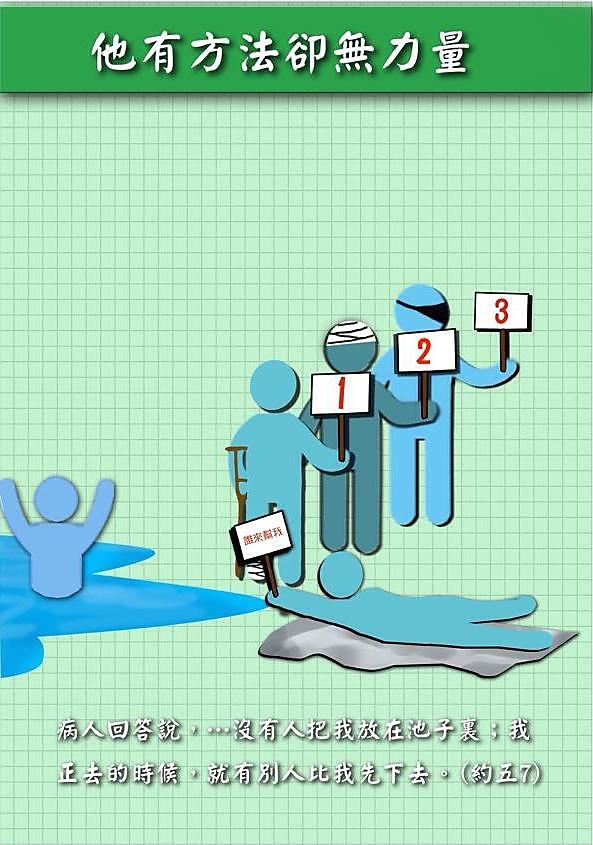 他有方法卻無力量
3
2
1
誰來幫我
病人回答說，…沒有人把我放在池子裏；我
正去的時候，就有別人比我先下去。(約五7)